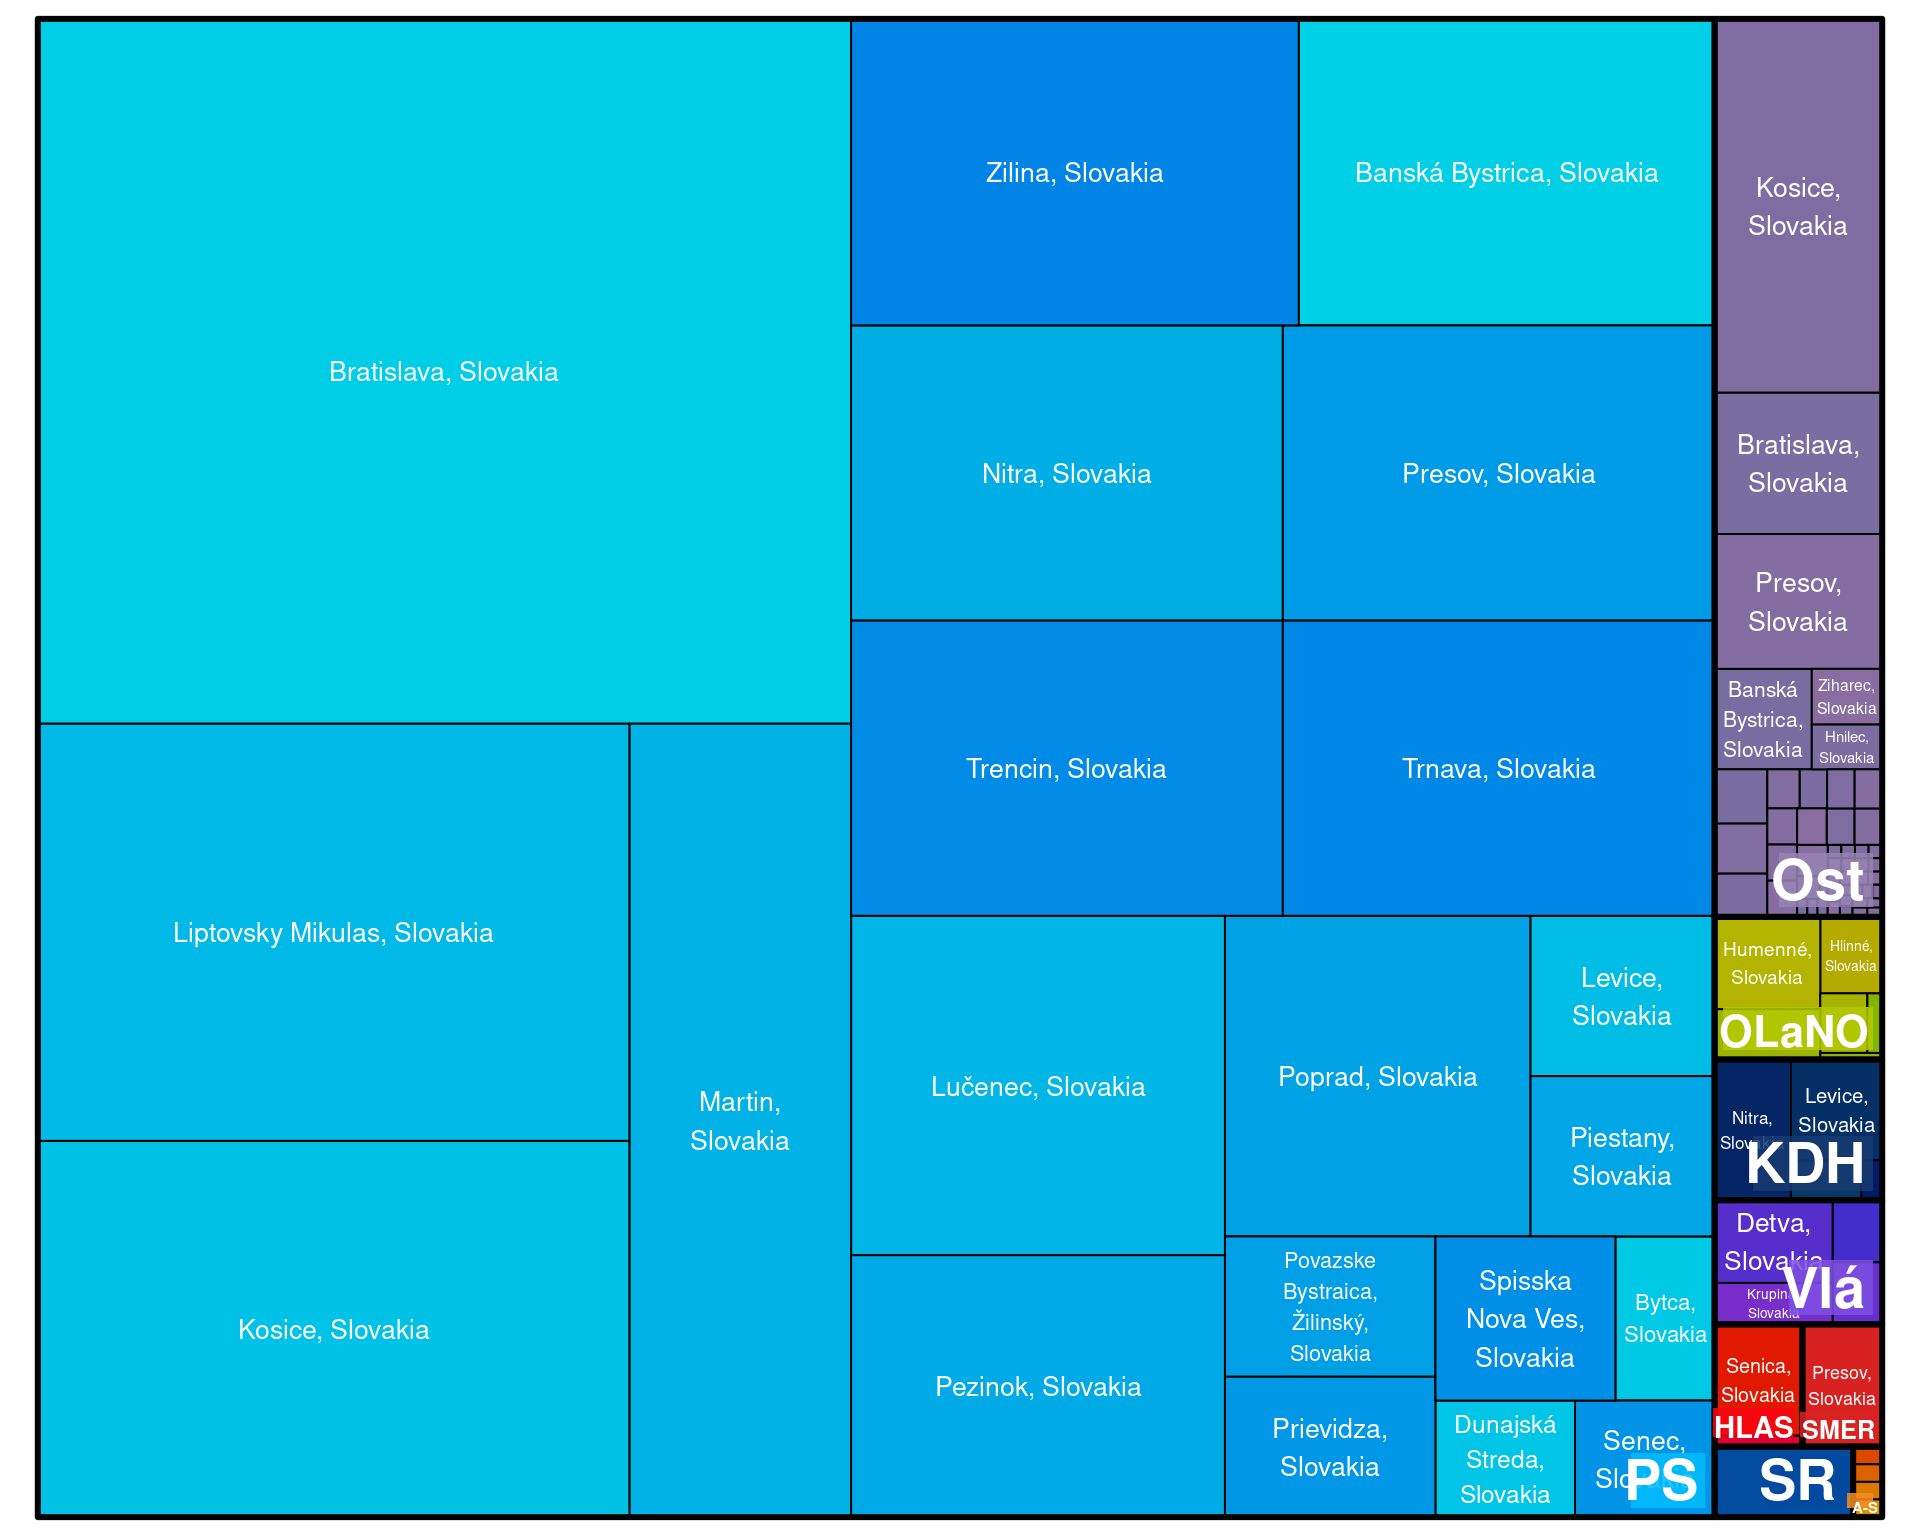 Bratislava, Slovakia
Liptovsky Mikulas, Slovakia
Kosice, Slovakia
Martin,
Slovakia
Zilina, Slovakia
Banská Bystrica, Slovakia
Nitra, Slovakia
Presov, Slovakia
Trencin, Slovakia
Trnava, Slovakia
Lučenec, Slovakia
Pezinok, Slovakia
Poprad, Slovakia
Levice,
Slovakia
Piestany,
Slovakia
Povazske
Bystraica,
Žilinský,
Slovakia
Prievidza,
Slovakia
Spisska
Nova Ves,
Slovakia
Bytca,
Slovakia
Dunajská
Streda,
Slovakia
Senec,
PS
Kosice,
Slovakia
Bratislava,
Slovakia
Presov,
Slovakia
Banská
Bystrica,
Slovakia
Ziharec,
Slovakia
Hnilec,
Slovakia
Ost
Humenné,
Slovakia
Hlinné,
Slovakia
OLaNO
Nitra,
Levice,
Slovakia
KDH
Detva,
Slovakia
Slovakia
Vlá
Senica,
Slovakia
HLAS
Presov,
Slovakia
SMER
SR
A-S